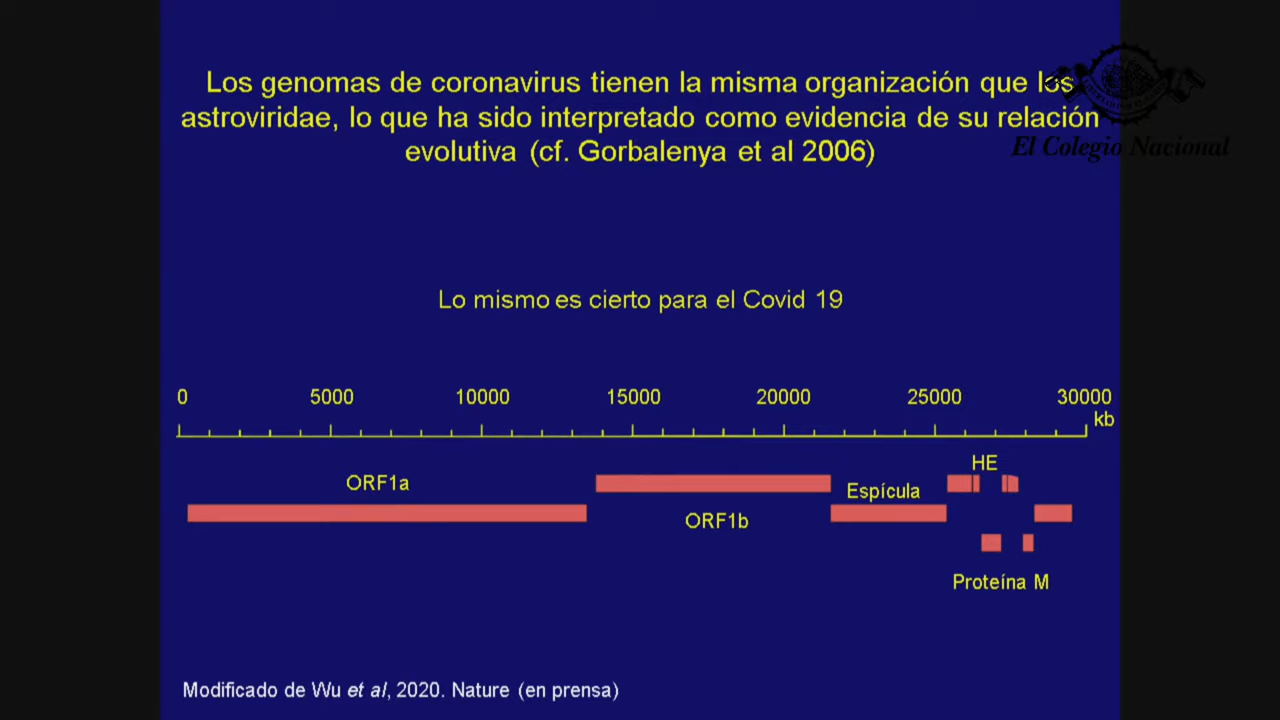 Los genomas de coronavirus tienen la misma organización que los
astroviridae, lo que ha sido interpretado como evidencia de su relación
evolutiva (cf. Gorbalenya et al 2006)
El Colegio Nacional
Lo mismo es cierto para el Covid 19
0 5000 10000 15000 20000 25000 30000
kb
HE
ORF1a
Espícula
ORF1b
Proteína M
Modificado de Wu et al, 2020. Nature (en prensa)